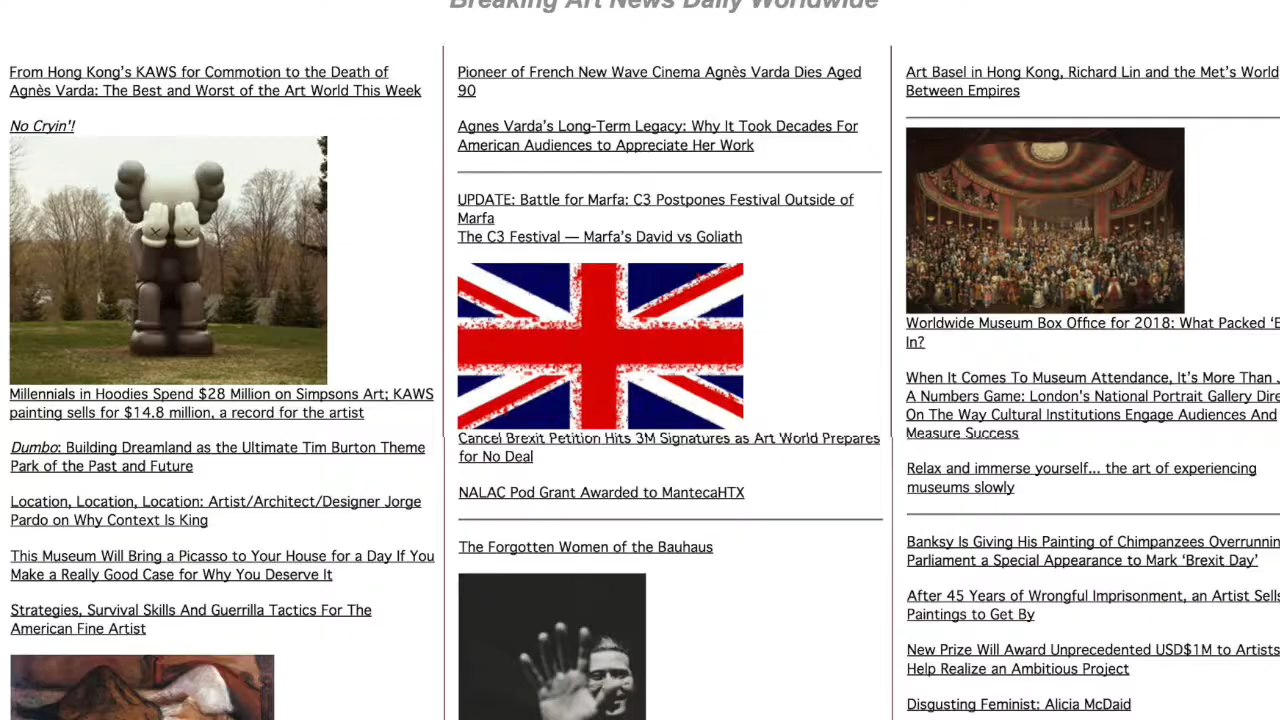 Breaking Art News Daily Worldwide
From Hong Kong's KAWS for Commotion to the Death of
Agnès Varda: The Best and Worst of the Art World This Week
No Cryin'!
Millennials in Hoodies Spend $28 Million on Simpsons Art; KAWS
painting sells for $14.8 million, a record for the artist
Dumbo: Building Dreamland as the Ultimate Tim Burton Theme
Park of the Past and Future
Location, Location, Location: Artist/Architect/Designer Jorge
Pardo on Why Context Is King
This Museum Will Bring a Picasso to Your House for a Day If You
Make a Really Good Case for Why You Deserve It
Strategies, Survival Skills And Guerrilla Tactics For The
American Fine Artist
Pioneer of French New Wave Cinema Agnès Varda Dies Aged
90
Agnes Varda's Long-Term Legacy: Why It Took Decades For
American Audiences to Appreciate Her Work
UPDATE: Battle for Marfa: C3 Postpones Festival Outside of
Marfa
The C3 Festival — Marfa's David vs Goliath
Cancel Brexit Petition Hits 3M Signatures as Art World Prepares
for No Deal
NALAC Pod Grant Awarded to MantecaHTX
The Forgotten Women of the Bauhaus
Art Basel in Hong Kong, Richard Lin and the Met's World
Between Empires
Worldwide Museum Box Office for 2018: What Packed
In?
When It Comes To Museum Attendance, It's More Than
A Numbers Game: London's National Portrait Gallery
On The Way Cultural Institutions Engage Audiences And
Measure Success
Relax and immerse yourself... the art of experiencing
museums slowly
Banksy Is Giving His Painting of Chimpanzees
Parliament a Special Appearance to Mark ‘Brexit Day’
After 45 Years of Wrongful Imprisonment, an Artist Sells
Paintings to Get By
New Prize Will Award Unprecedented USD$1M to Artists
Help Realize an Ambitious Project
Disgusting Feminist: Alicia McDaid